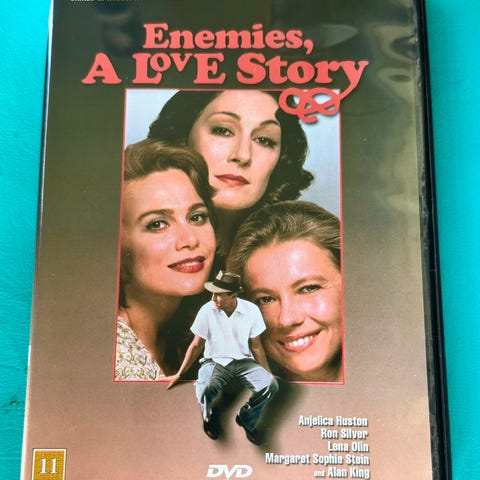 Enemies,
A LOVE Story
Anjelica Huston
Ron Silver
Lena Olin
Margaret Sophie Stein
and Alan King
11
DVD